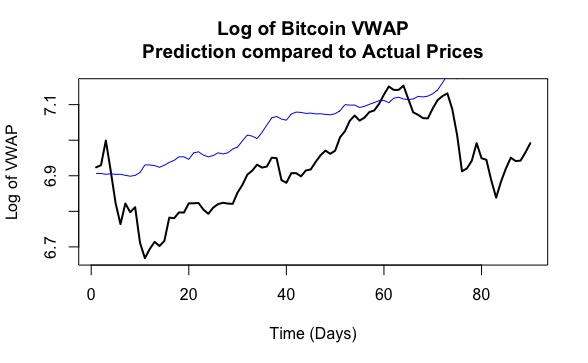 Log of Bitcoin VWAP
Prediction compared to Actual Prices
Log of VWAP
7.1
6.9
6.7
0 20 40 60 80
Time (Days)